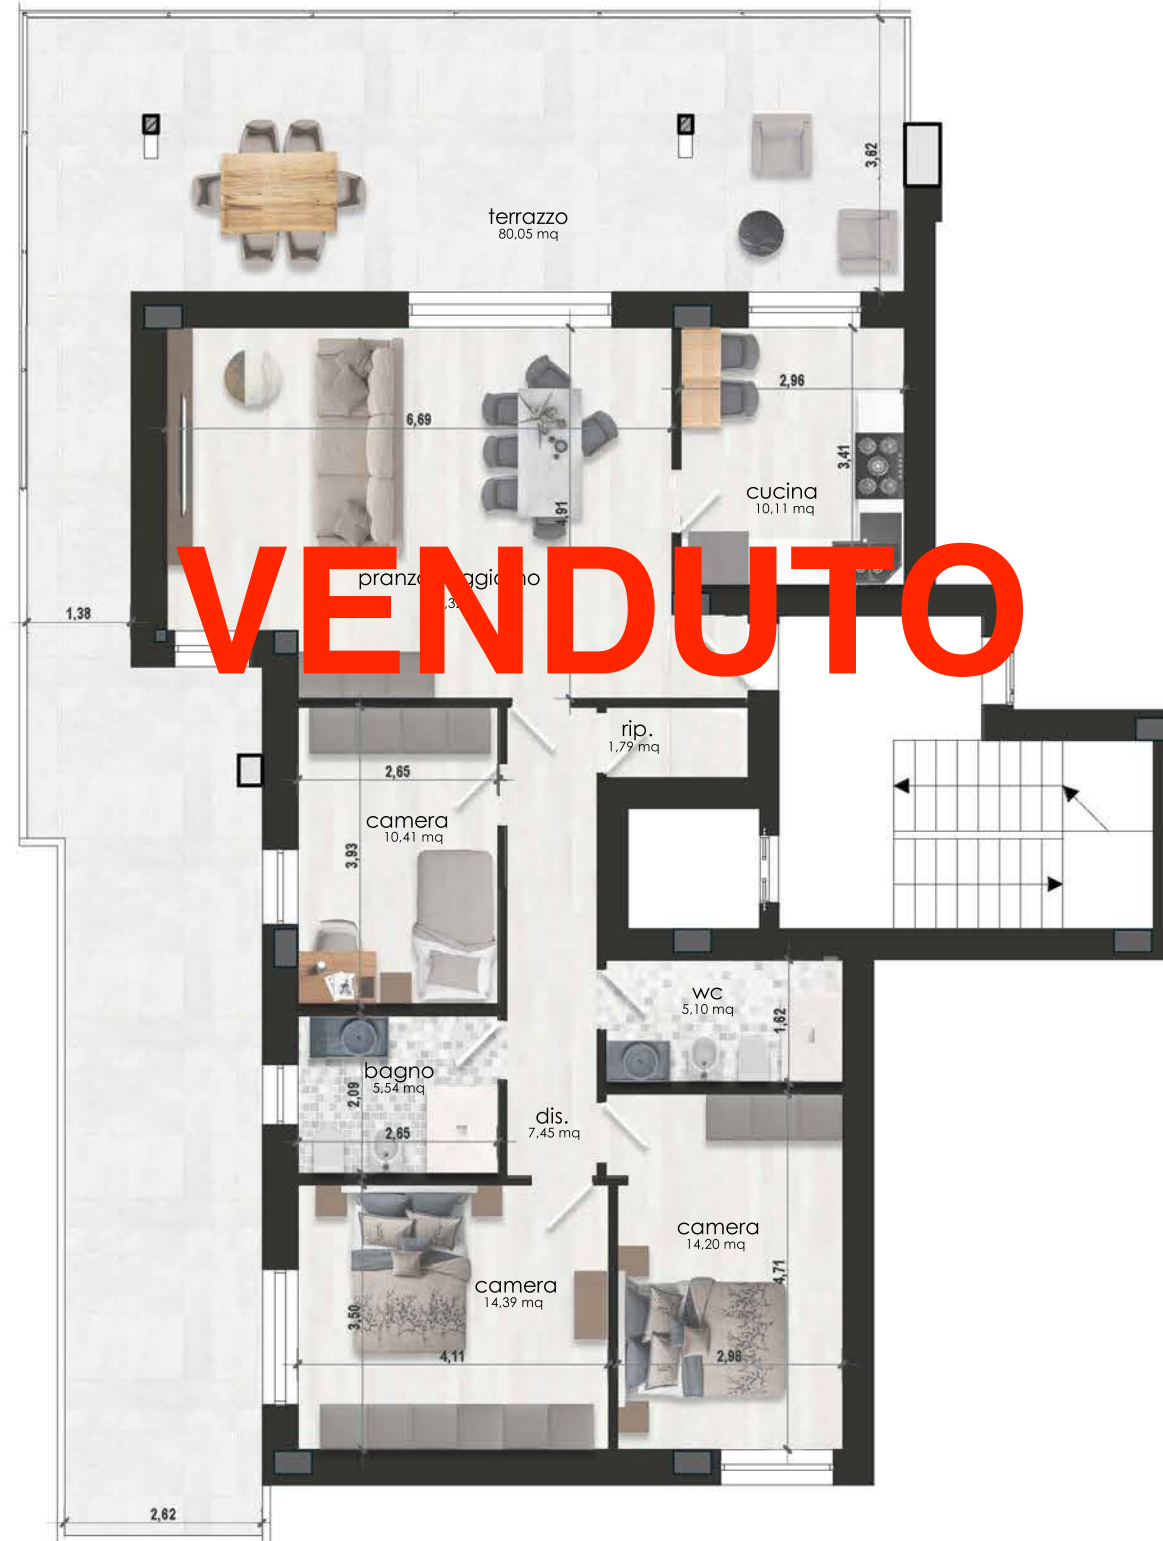 3,62
terrazzo
80,05 mq
2,96
6,69
3,41
4,91
cucina
10,11 mq
VENDUTO
1,38
rip.
1,79 mq
2,65
camera
10,41 mq
3,93
wc
5,10 mq
1,62
bagno
5,54 mq
2,09
2,65
dis.
7,45 mq
camera
14,20 mq
4,71
camera
14,39 mq
3,50
4,11
2,98
2,62